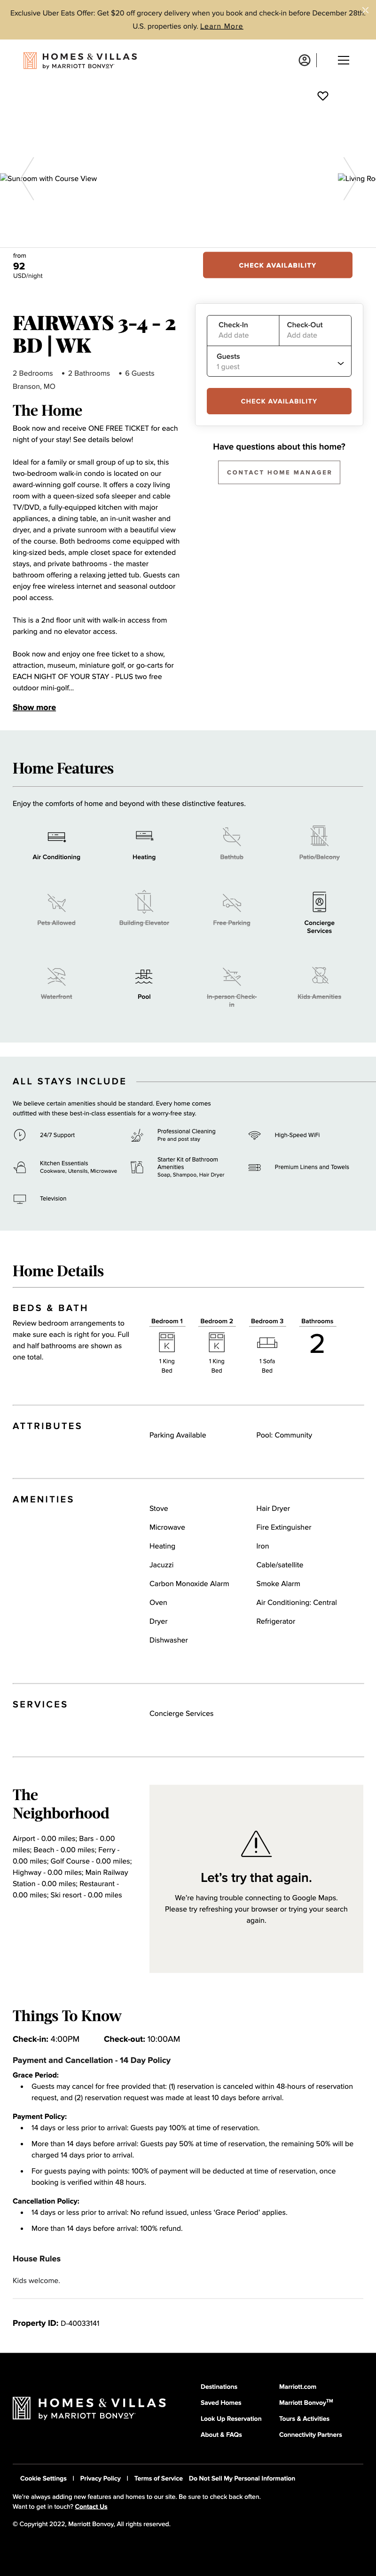 Exclusive Uber Eats Offer: Get $20 off grocery delivery when you book and check-in before December 28th.
U.S. properties only. Learn More
HOMES & VILLAS
by MARRIOTT BONVOY
Sunroom with Course View
Living Ro
from
92
USD/night
CHECK AVAILABILITY
FAIRWAYS 3-4 - 2
BD | WK
2 Bedrooms • 2 Bathrooms • 6 Guests
Branson, MO
Check-In
Add date
Check-Out
Add date
Guests
1 guest
CHECK AVAILABILITY
Have questions about this home?
CONTACT HOME MANAGER
The Home
Book now and receive ONE FREE TICKET for each
night of your stay! See details below!
Ideal for a family or small group of up to six, this
two-bedroom walk-in condo is located on our
award-winning golf course. It offers a cozy living
room with a queen-sized sofa sleeper and cable
TV/DVD, a fully-equipped kitchen with major
appliances, a dining table, an in-unit washer and
dryer, and a private sunroom with a beautiful view
of the course. Both bedrooms come equipped with
king-sized beds, ample closet space for extended
stays, and private bathrooms - the master
bathroom offering a relaxing jetted tub. Guests can
enjoy free wireless internet and seasonal outdoor
pool access.
This is a 2nd floor unit with walk-in access from
parking and no elevator access.
Book now and enjoy one free ticket to a show,
attraction, museum, miniature golf, or go-carts for
EACH NIGHT OF YOUR STAY - PLUS two free
outdoor mini-golf...
Show more
Home Features
Enjoy the comforts of home and beyond with these distinctive features.
Air Conditioning
Heating
Bathtub
Patio/Balcony
Pets Allowed
Building Elevator
Free Parking
Concierge
Services
Waterfront
Pool
In-person Check-
in
Kids Amenities
ALL STAYS INCLUDE
We believe certain amenities should be standard. Every home comes
outfitted with these best-in-class essentials for a worry-free stay.
24/7 Support
Professional Cleaning
Pre and post stay
High-Speed WiFi
Kitchen Essentials
Cookware, Utensils, Microwave
Starter Kit of Bathroom
Amenities
Soap, Shampoo, Hair Dryer
Premium Linens and Towels
Television
Home Details
BEDS & BATH
Review bedroom arrangements to
make sure each is right for you. Full
and half bathrooms are shown as
one total.
Bedroom 1
K
1 King
Bed
Bedroom 2
K
1 King
Bed
Bedroom 3
1 Sofa
Bed
Bathrooms
2
ATTRIBUTES
Parking Available
Pool: Community
AMENITIES
Stove
Hair Dryer
Microwave
Fire Extinguisher
Heating
Iron
Jacuzzi
Cable/satellite
Carbon Monoxide Alarm
Smoke Alarm
Oven
Air Conditioning: Central
Dryer
Refrigerator
Dishwasher
SERVICES
Concierge Services
The
Neighborhood
Airport - 0.00 miles; Bars - 0.00
miles; Beach - 0.00 miles; Ferry -
0.00 miles; Golf Course - 0.00 miles;
Highway - 0.00 miles; Main Railway
Station - 0.00 miles; Restaurant -
0.00 miles; Ski resort - 0.00 miles
Let's try that again.
We're having trouble connecting to Google Maps.
Please try refreshing your browser or trying your search
again.
Things To Know
Check-in: 4:00PM Check-out: 10:00AM
Payment and Cancellation - 14 Day Policy
Grace Period:
• Guests may cancel for free provided that: (1) reservation is canceled within 48-hours of reservation
request, and (2) reservation request was made at least 10 days before arrival.
Payment Policy:
• 14 days or less prior to arrival: Guests pay 100% at time of reservation.
• More than 14 days before arrival: Guests pay 50% at time of reservation, the remaining 50% will be
charged 14 days prior to arrival.
• For guests paying with points: 100% of payment will be deducted at time of reservation, once
booking is verified within 48 hours.
Cancellation Policy:
• 14 days or less prior to arrival: No refund issued, unless 'Grace Period' applies.
• More than 14 days before arrival: 100% refund.
House Rules
Kids welcome.
Property ID: D-40033141
HOMES & VILLAS
by MARRIOTT BONVOY
Destinations
Marriott.com
Saved Homes
Marriott Bonvoy™
Look Up Reservation
Tours & Activities
About & FAQs
Connectivity Partners
Cookie Settings | Privacy Policy | Terms of Service Do Not Sell My Personal Information
We're always adding new features and homes to our site. Be sure to check back often.
Want to get in touch? Contact Us
© Copyright 2022, Marriott Bonvoy, All rights reserved.